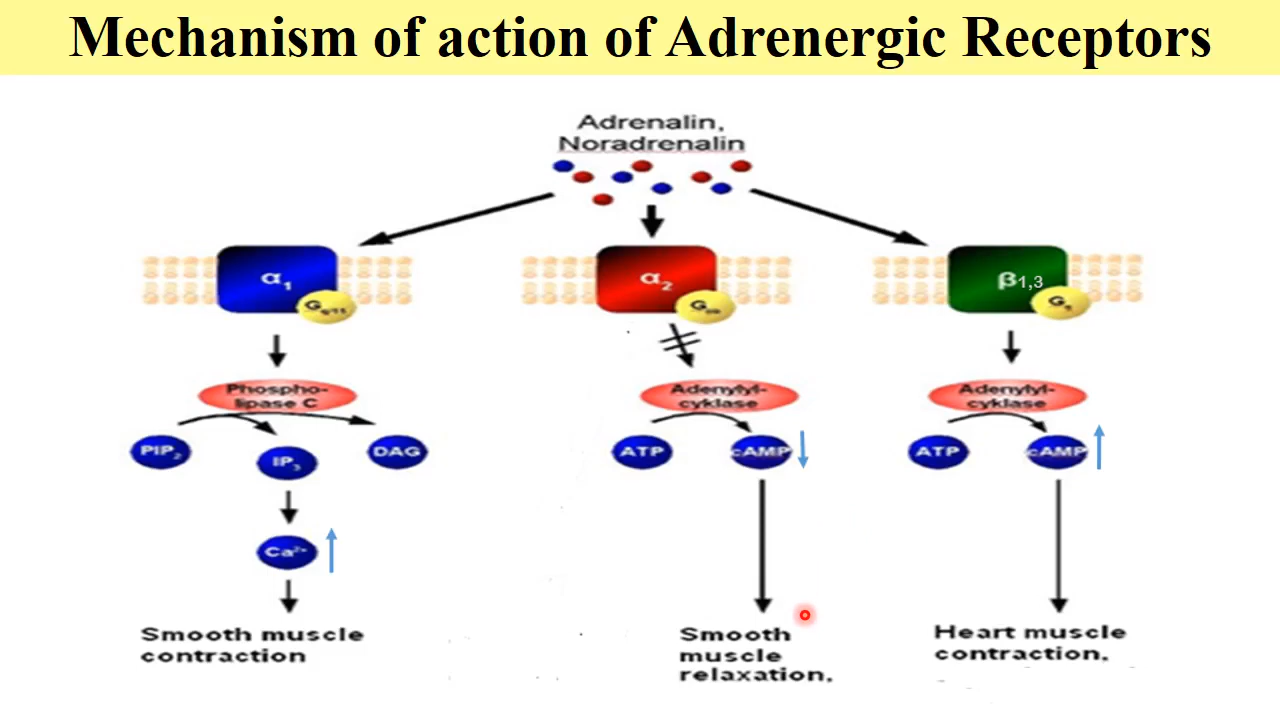 Mechanism of action of Adrenergic Receptors
Adrenalin,
Noradrenalin
α₁
G q/11
α₂
G
β1,3
G s
Phospho-
lipase C
Adenylyl-
cyklase
Adenylyl-
cyklase
PIP₂
IP₃
DAG
ATP
cAMP
ATP
cAMP
Ca²⁺
Smooth muscle
contraction
Smooth
muscle
relaxation,
Heart muscle
contraction,